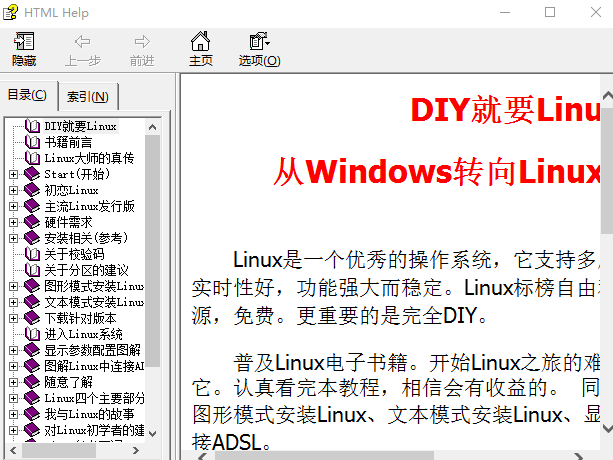 HTML Help
隐藏 上一步 前进 主页 选项(O)
目录(C) 索引(N)
DIY就要Linux
书籍前言
Linux大师的真传
Start(开始)
初恋Linux
主流Linux发行版
硬件需求
安装相关(参考)
关于校验码
关于分区的建议
图形模式安装Linux
文本模式安装Linux
下载针对版本
进入Linux系统
显示参数配置图解
图解Linux中连接AD
随意了解
Linux四个主要部分
我与Linux的故事
对Linux初学者的建
DIY就要Linu
从Windows转向Linux
Linux是一个优秀的操作系统，它支持多
实时性好，功能强大而稳定。Linux标榜自由
源，免费。更重要的是完全DIY。
普及Linux电子书籍。开始Linux之旅的难
它。认真看完本教程，相信会有收益的。 同
图形模式安装Linux、文本模式安装Linux、显
接ADSL。